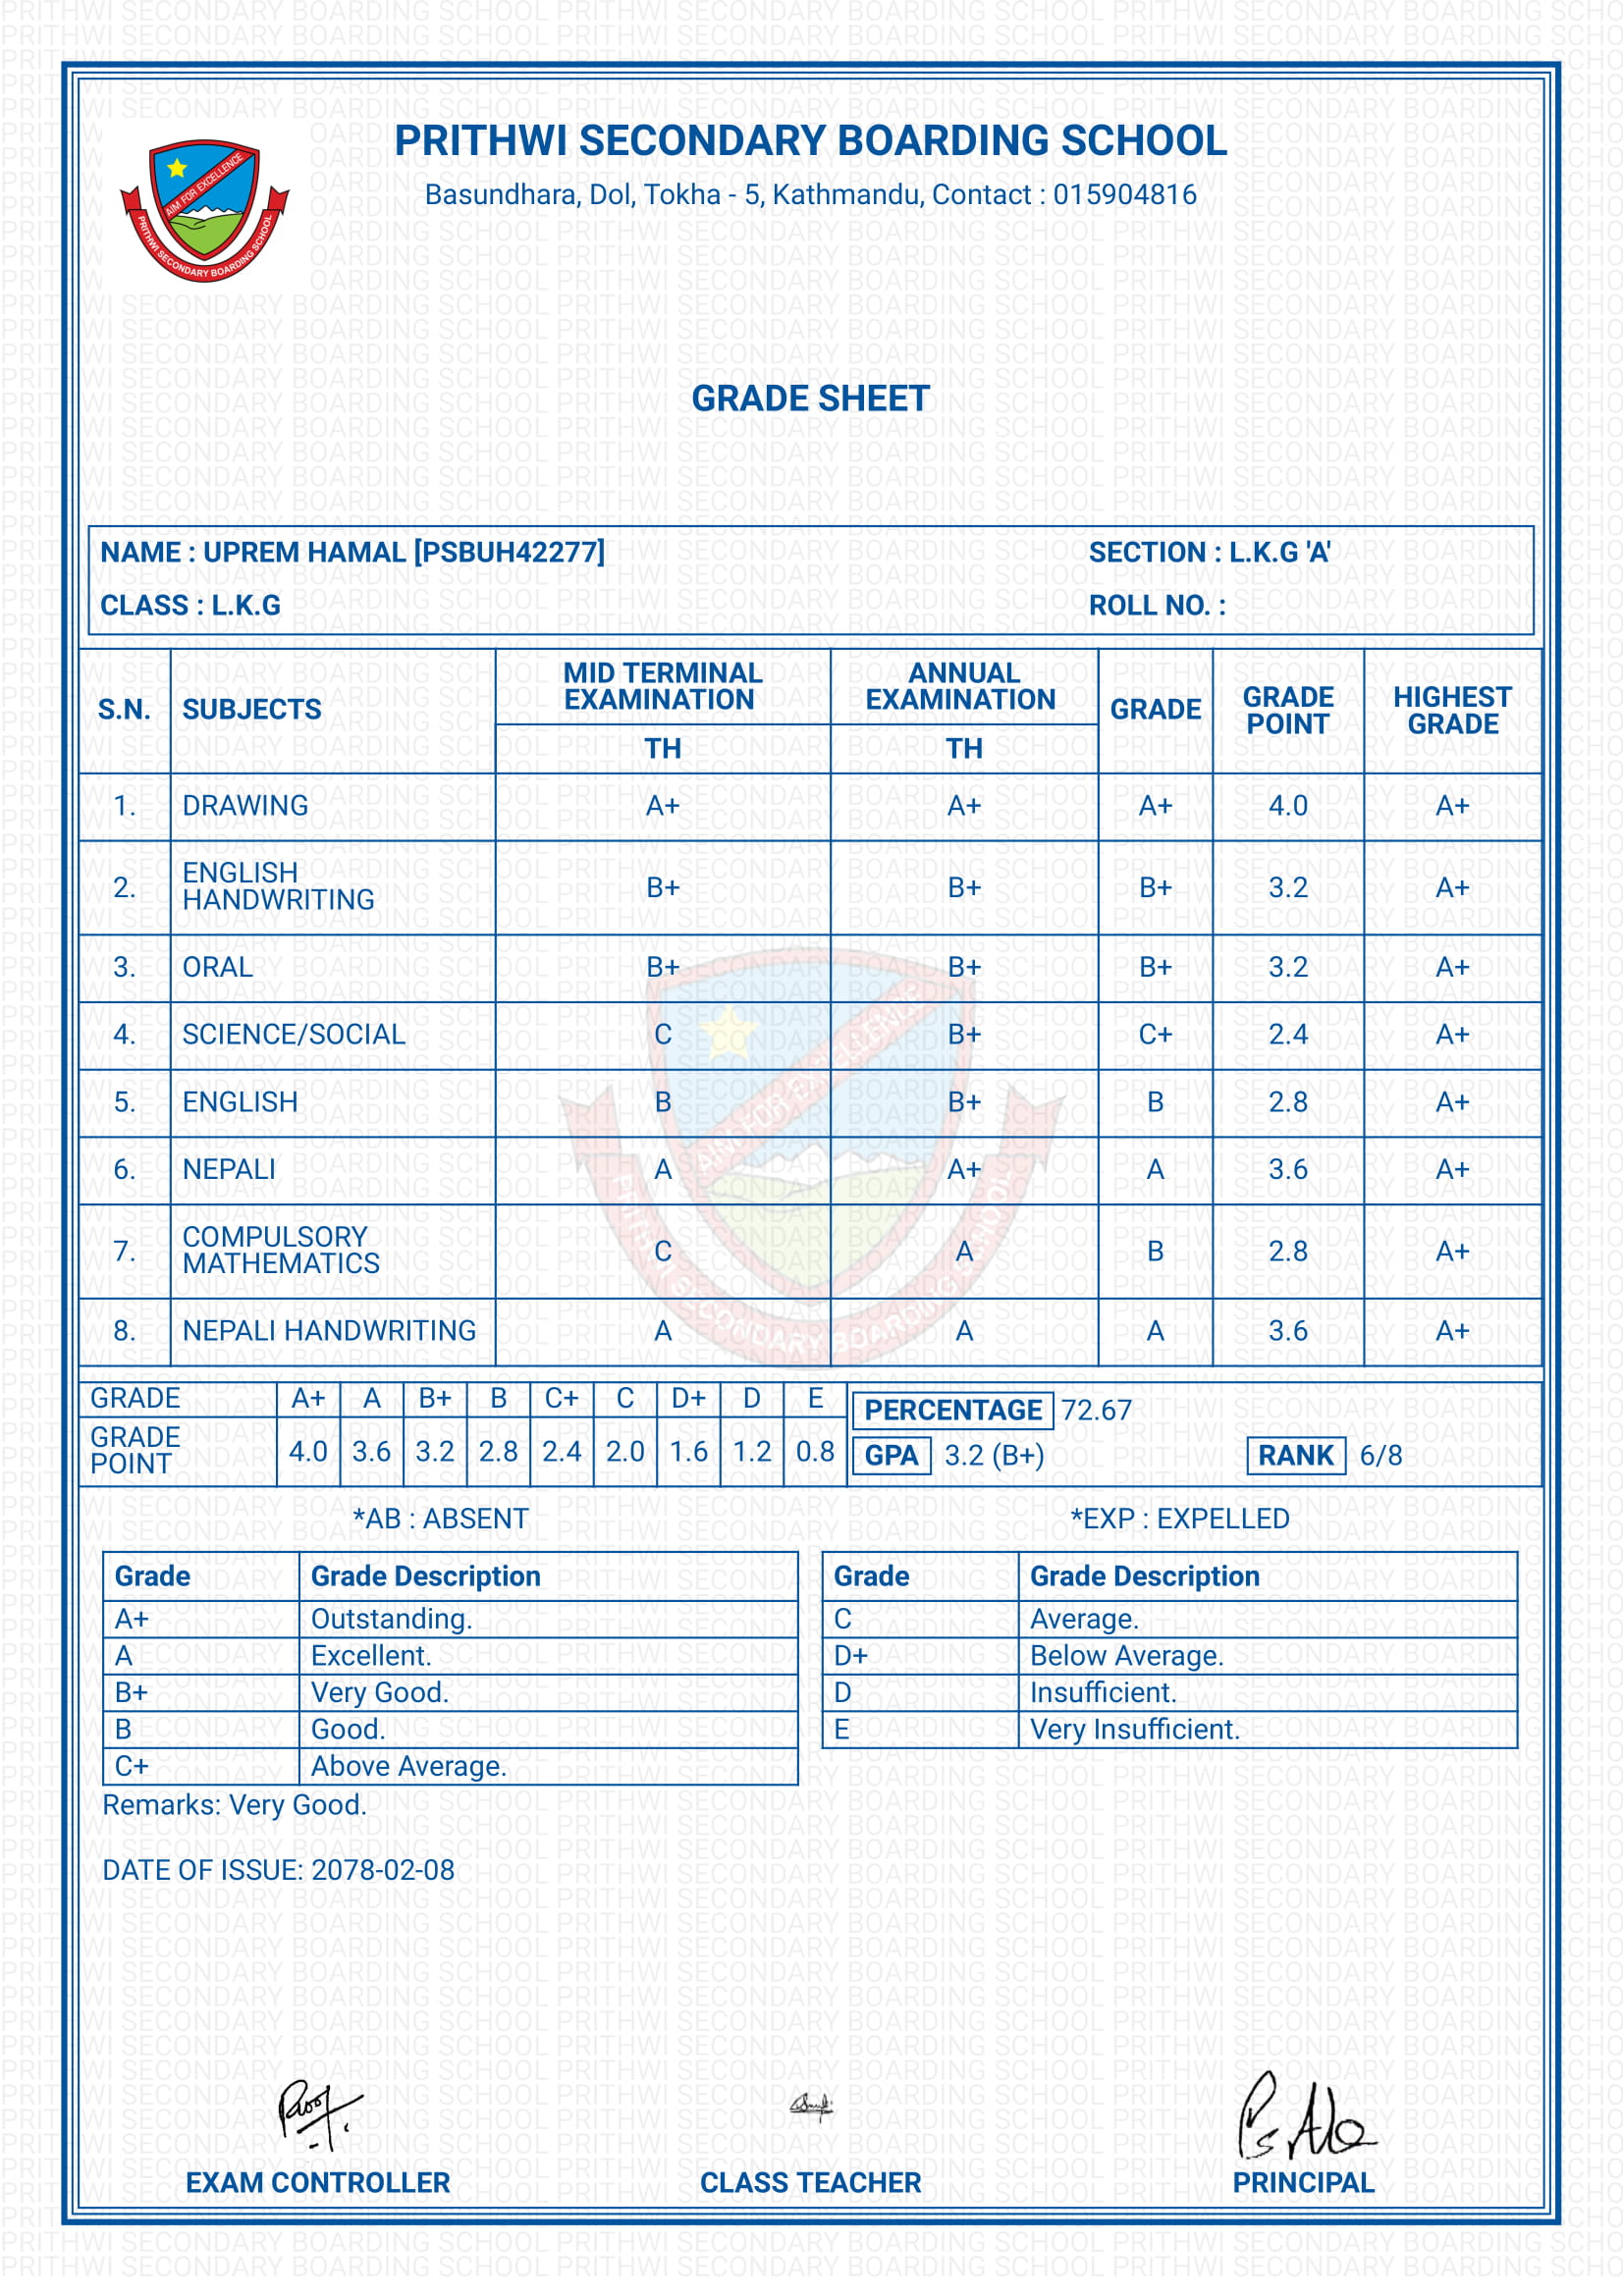 PRITHWI SECONDARY BOARDING SCHOOL
Basundhara, Dol, Tokha - 5, Kathmandu, Contact : 015904816
AIM FOR EXCELLENCE
PRITHWI SECONDARY BOARDING SCHOOL
GRADE SHEET
NAME : UPREM HAMAL [PSBUH42277] SECTION : L.K.G 'A'
CLASS : L.K.G ROLL NO. :
S.N. SUBJECTS MID TERMINAL EXAMINATION ANNUAL EXAMINATION GRADE GRADE POINT HIGHEST GRADE
TH TH
1. DRAWING A+ A+ A+ 4.0 A+
2. ENGLISH HANDWRITING B+ B+ B+ 3.2 A+
3. ORAL B+ B+ B+ 3.2 A+
4. SCIENCE/SOCIAL C B+ C+ 2.4 A+
5. ENGLISH B B+ B 2.8 A+
6. NEPALI A A+ A 3.6 A+
7. COMPULSORY MATHEMATICS C A B 2.8 A+
8. NEPALI HANDWRITING A A A 3.6 A+
GRADE A+ A B+ B C+ C D+ D E
GRADE POINT 4.0 3.6 3.2 2.8 2.4 2.0 1.6 1.2 0.8
PERCENTAGE 72.67
GPA 3.2 (B+) RANK 6/8
*AB : ABSENT *EXP : EXPELLED
Grade Grade Description
A+ Outstanding.
A Excellent.
B+ Very Good.
B Good.
C+ Above Average.
Grade Grade Description
C Average.
D+ Below Average.
D Insufficient.
E Very Insufficient.
Remarks: Very Good.
DATE OF ISSUE: 2078-02-08
EXAM CONTROLLER CLASS TEACHER PRINCIPAL